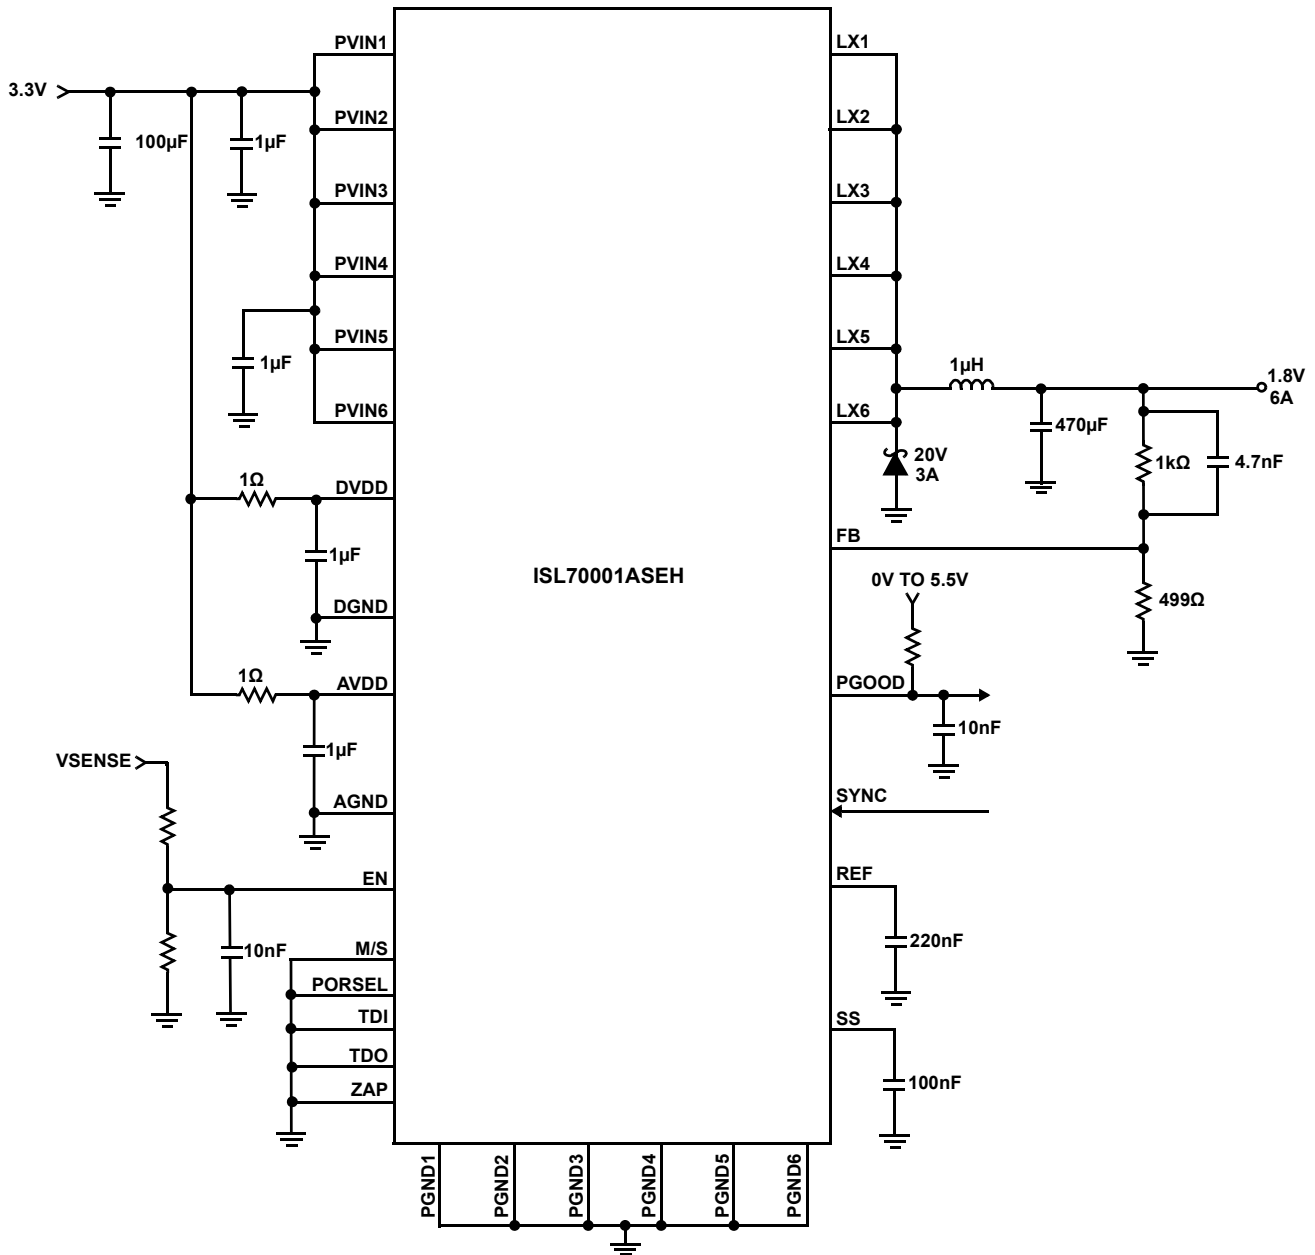 PVIN1
LX1
3.3V
100µF
1µF
PVIN2
LX2
PVIN3
LX3
PVIN4
LX4
PVIN5
LX5
1µF
1µH
1.8V
6A
PVIN6
LX6
470µF
20V
3A
1kΩ
4.7nF
1Ω
DVDD
1µF
FB
ISL70001ASEH
0V TO 5.5V
DGND
499Ω
1Ω
AVDD
PGOOD
10nF
1µF
VSENSE
AGND
SYNC
EN
REF
10nF
220nF
M/S
PORSEL
TDI
SS
TDO
100nF
ZAP
PGND1
PGND2
PGND3
PGND4
PGND5
PGND6